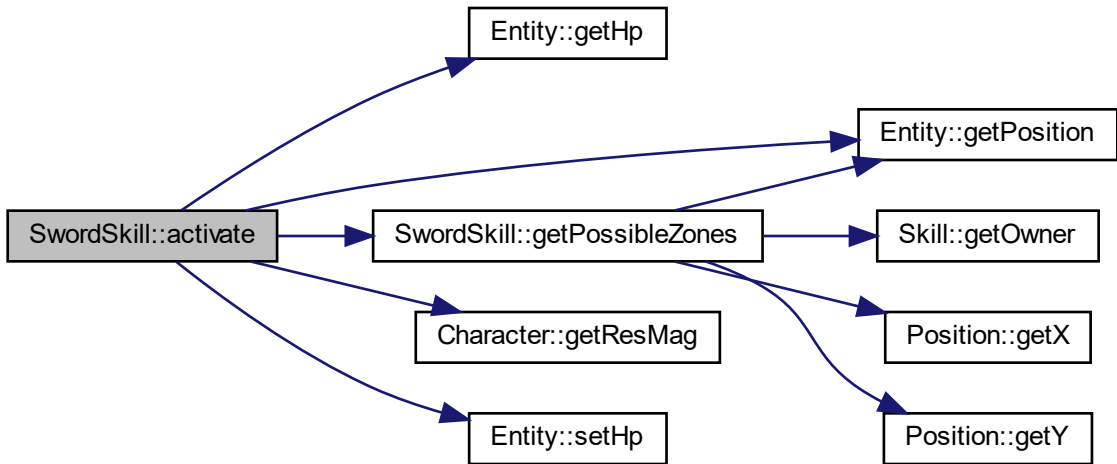 Entity::getHp
Entity::getPosition
SwordSkill::activate
SwordSkill::getPossibleZones
Skill::getOwner
Character::getResMag
Position::getX
Entity::setHp
Position::getY